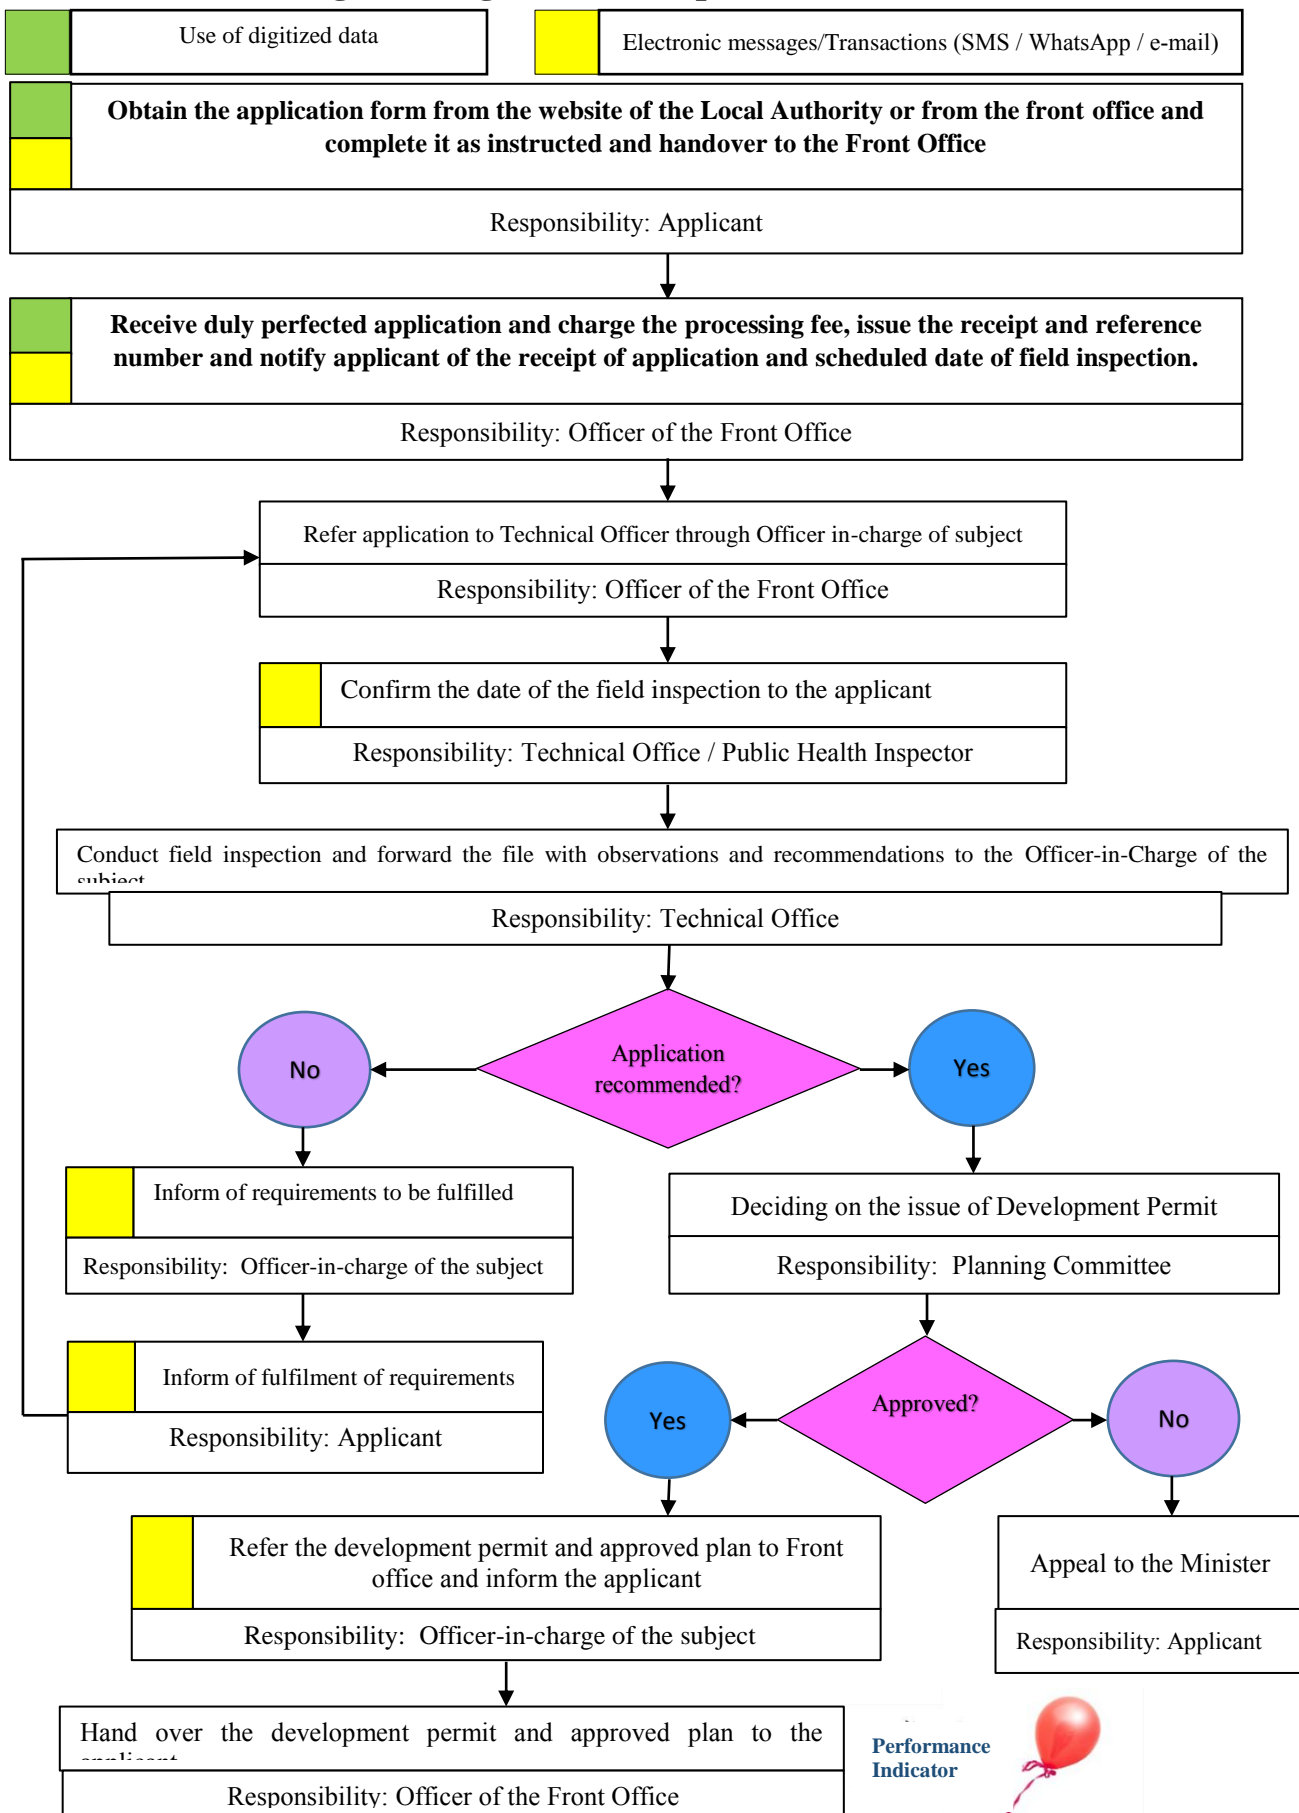 Use of digitized data
Electronic messages/Transactions (SMS / WhatsApp / e-mail)
Obtain the application form from the website of the Local Authority or from the front office and
complete it as instructed and handover to the Front Office
Responsibility: Applicant
Receive duly perfected application and charge the processing fee, issue the receipt and reference
number and notify applicant of the receipt of application and scheduled date of field inspection.
Responsibility: Officer of the Front Office
Refer application to Technical Officer through Officer in-charge of subject
Responsibility: Officer of the Front Office
Confirm the date of the field inspection to the applicant
Responsibility: Technical Office / Public Health Inspector
Conduct field inspection and forward the file with observations and recommendations to the Officer-in-Charge of the
subject
Responsibility: Technical Office
Application
recommended?
No
Yes
Inform of requirements to be fulfilled
Responsibility: Officer-in-charge of the subject
Deciding on the issue of Development Permit
Responsibility: Planning Committee
Inform of fulfilment of requirements
Responsibility: Applicant
Approved?
Yes
No
Refer the development permit and approved plan to Front
office and inform the applicant
Responsibility: Officer-in-charge of the subject
Appeal to the Minister
Responsibility: Applicant
Hand over the development permit and approved plan to the
applicant
Responsibility: Officer of the Front Office
Performance
Indicator